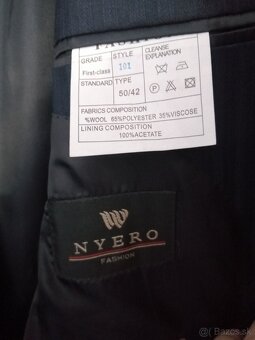 FASHION
GRADE STYLE CLEANSE EXPLANATION
First-class 101
STANDARD TYPE
50/42
FABRICS COMPOSITION
%WOOL 65%POLYESTER 35%VISCOSE
LINING COMPOSITION
100%ACETATE
NYERO
FASHION
Bazos.sk